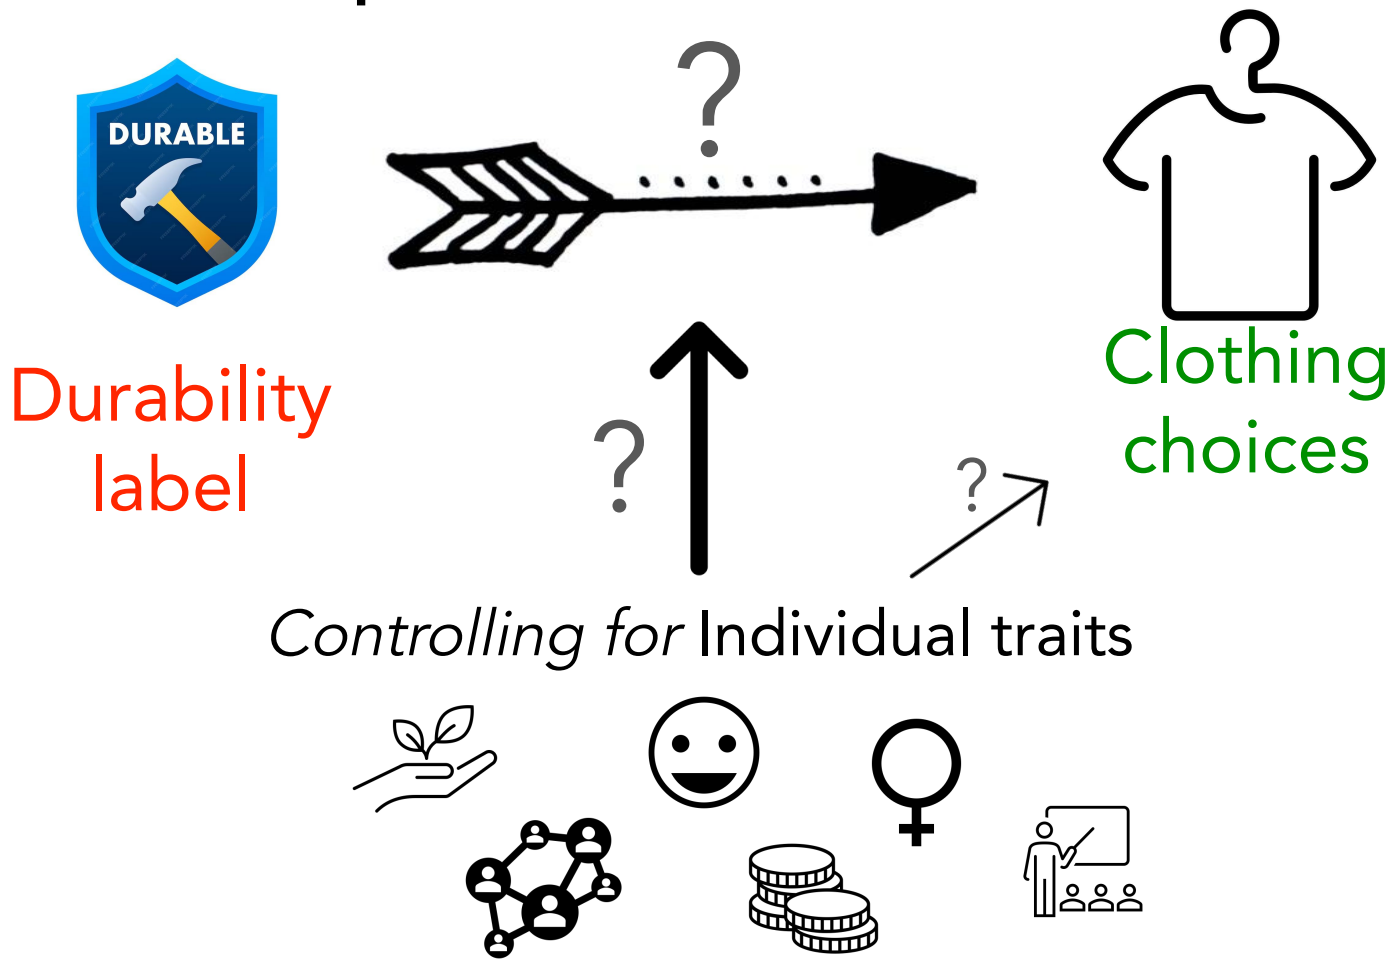 DURABLE
?
Durability
label
Clothing
choices
?
?
Controlling for Individual traits